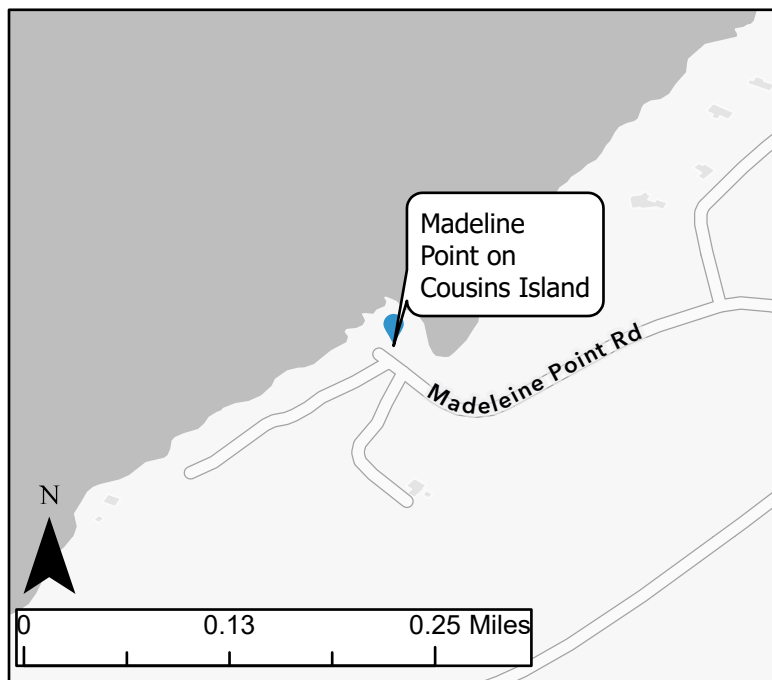 Madeline
Point on
Cousins Island
Madeleine Point Rd
N
0 0.13 0.25 Miles